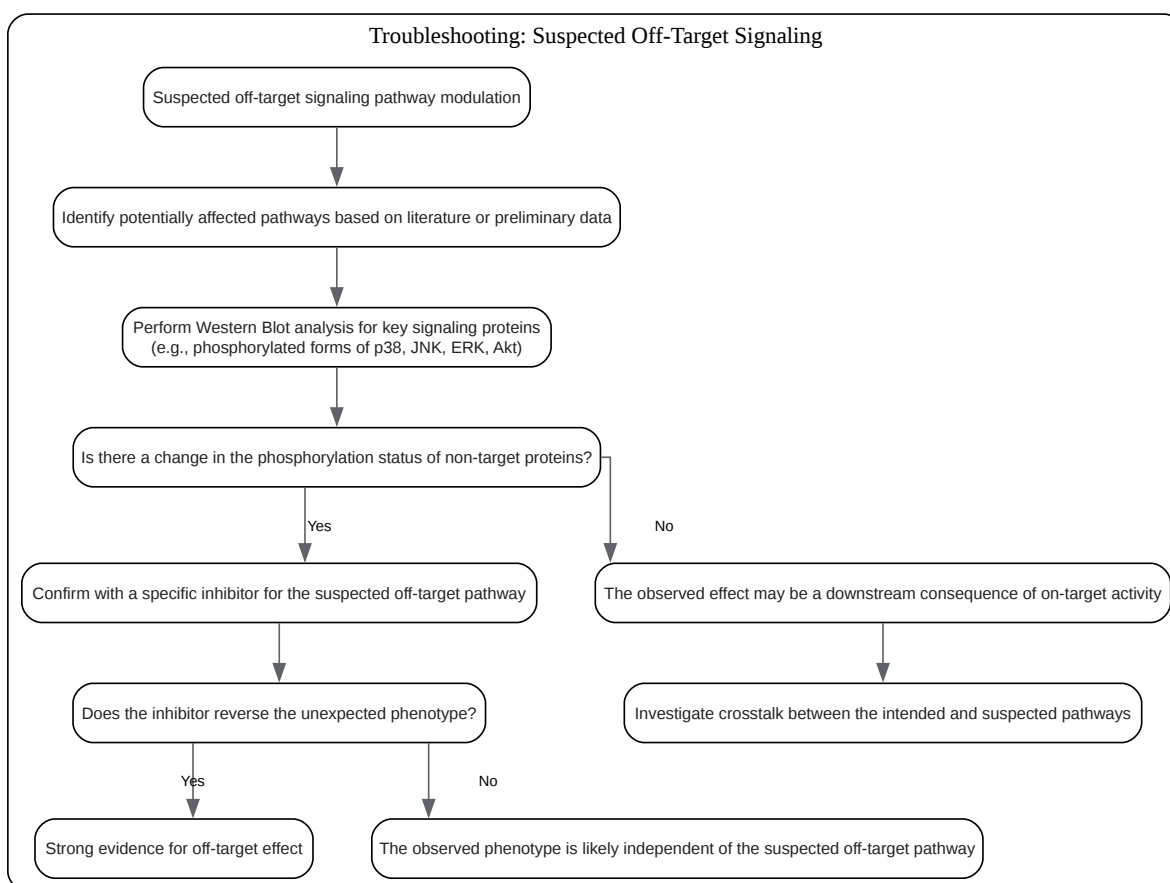 Troubleshooting: Suspected Off-Target Signaling
Suspected off-target signaling pathway modulation
Identify potentially affected pathways based on literature or preliminary data
Perform Western Blot analysis for key signaling proteins
(e.g., phosphorylated forms of p38, JNK, ERK, Akt)
Is there a change in the phosphorylation status of non-target proteins?
Yes
No
Confirm with a specific inhibitor for the suspected off-target pathway
The observed effect may be a downstream consequence of on-target activity
Does the inhibitor reverse the unexpected phenotype?
Investigate crosstalk between the intended and suspected pathways
Yes
No
Strong evidence for off-target effect
The observed phenotype is likely independent of the suspected off-target pathway